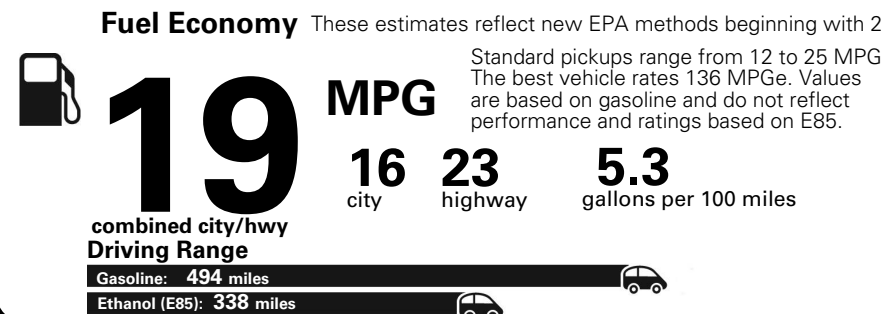 Fuel Economy These estimates reflect new EPA methods beginning with 2
Standard pickups range from 12 to 25 MPG
The best vehicle rates 136 MPGe. Values
are based on gasoline and do not reflect
performance and ratings based on E85.
19 MPG
16 city
23 highway
5.3 gallons per 100 miles
combined city/hwy
Driving Range
Gasoline: 494 miles
Ethanol (E85): 338 miles